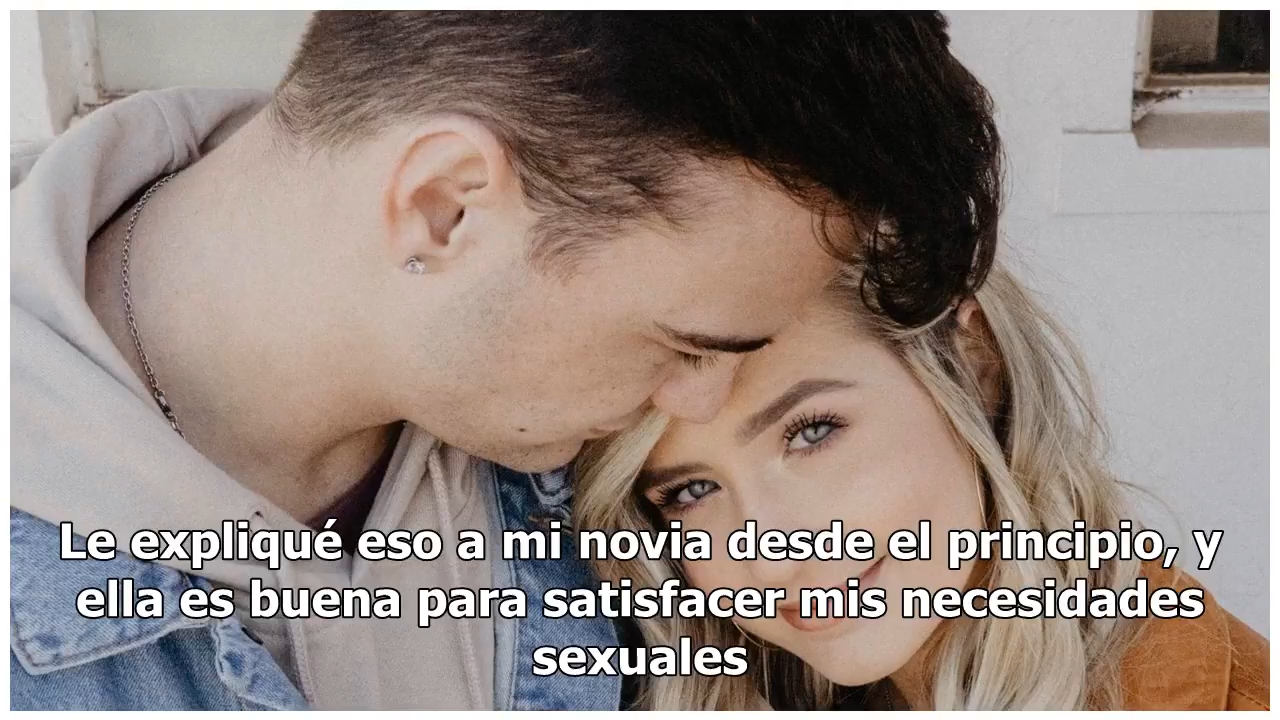 Le expliqué eso a mi novia desde el principio, y
ella es buena para satisfacer mis necesidades
sexuales